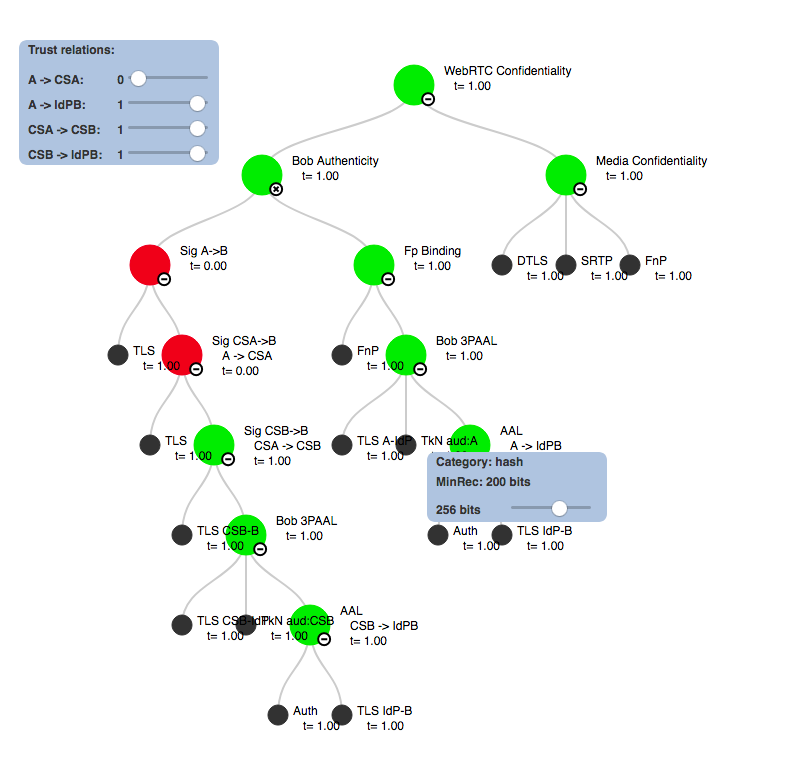 Trust relations:
A -> CSA: 0
A -> IdPB: 1
CSA -> CSB: 1
CSB -> IdPB: 1
WebRTC Confidentiality
t= 1.00
Bob Authenticity
t= 1.00
Media Confidentiality
t= 1.00
Sig A->B
t= 0.00
Fp Binding
t= 1.00
DTLS
t= 1.00
SRTP
t= 1.00
FnP
t= 1.00
TLS
t= 1.00
Sig CSA->B
A -> CSA
t= 0.00
FnP
t= 1.00
Bob 3PAAL
t= 1.00
TLS
t= 1.00
Sig CSB->B
CSA -> CSB
t= 1.00
TLS A-IdP
t= 1.00
TkN aud:A
AAL
A -> IdPB
Category: hash
MinRec: 200 bits
256 bits
TLS CSB-B
t= 1.00
Bob 3PAAL
t= 1.00
Auth
t= 1.00
TLS IdP-B
t= 1.00
TLS CSB-IdP
t= 1.00
TkN aud:CSB
t= 1.00
AAL
CSB -> IdPB
t= 1.00
Auth
t= 1.00
TLS IdP-B
t= 1.00